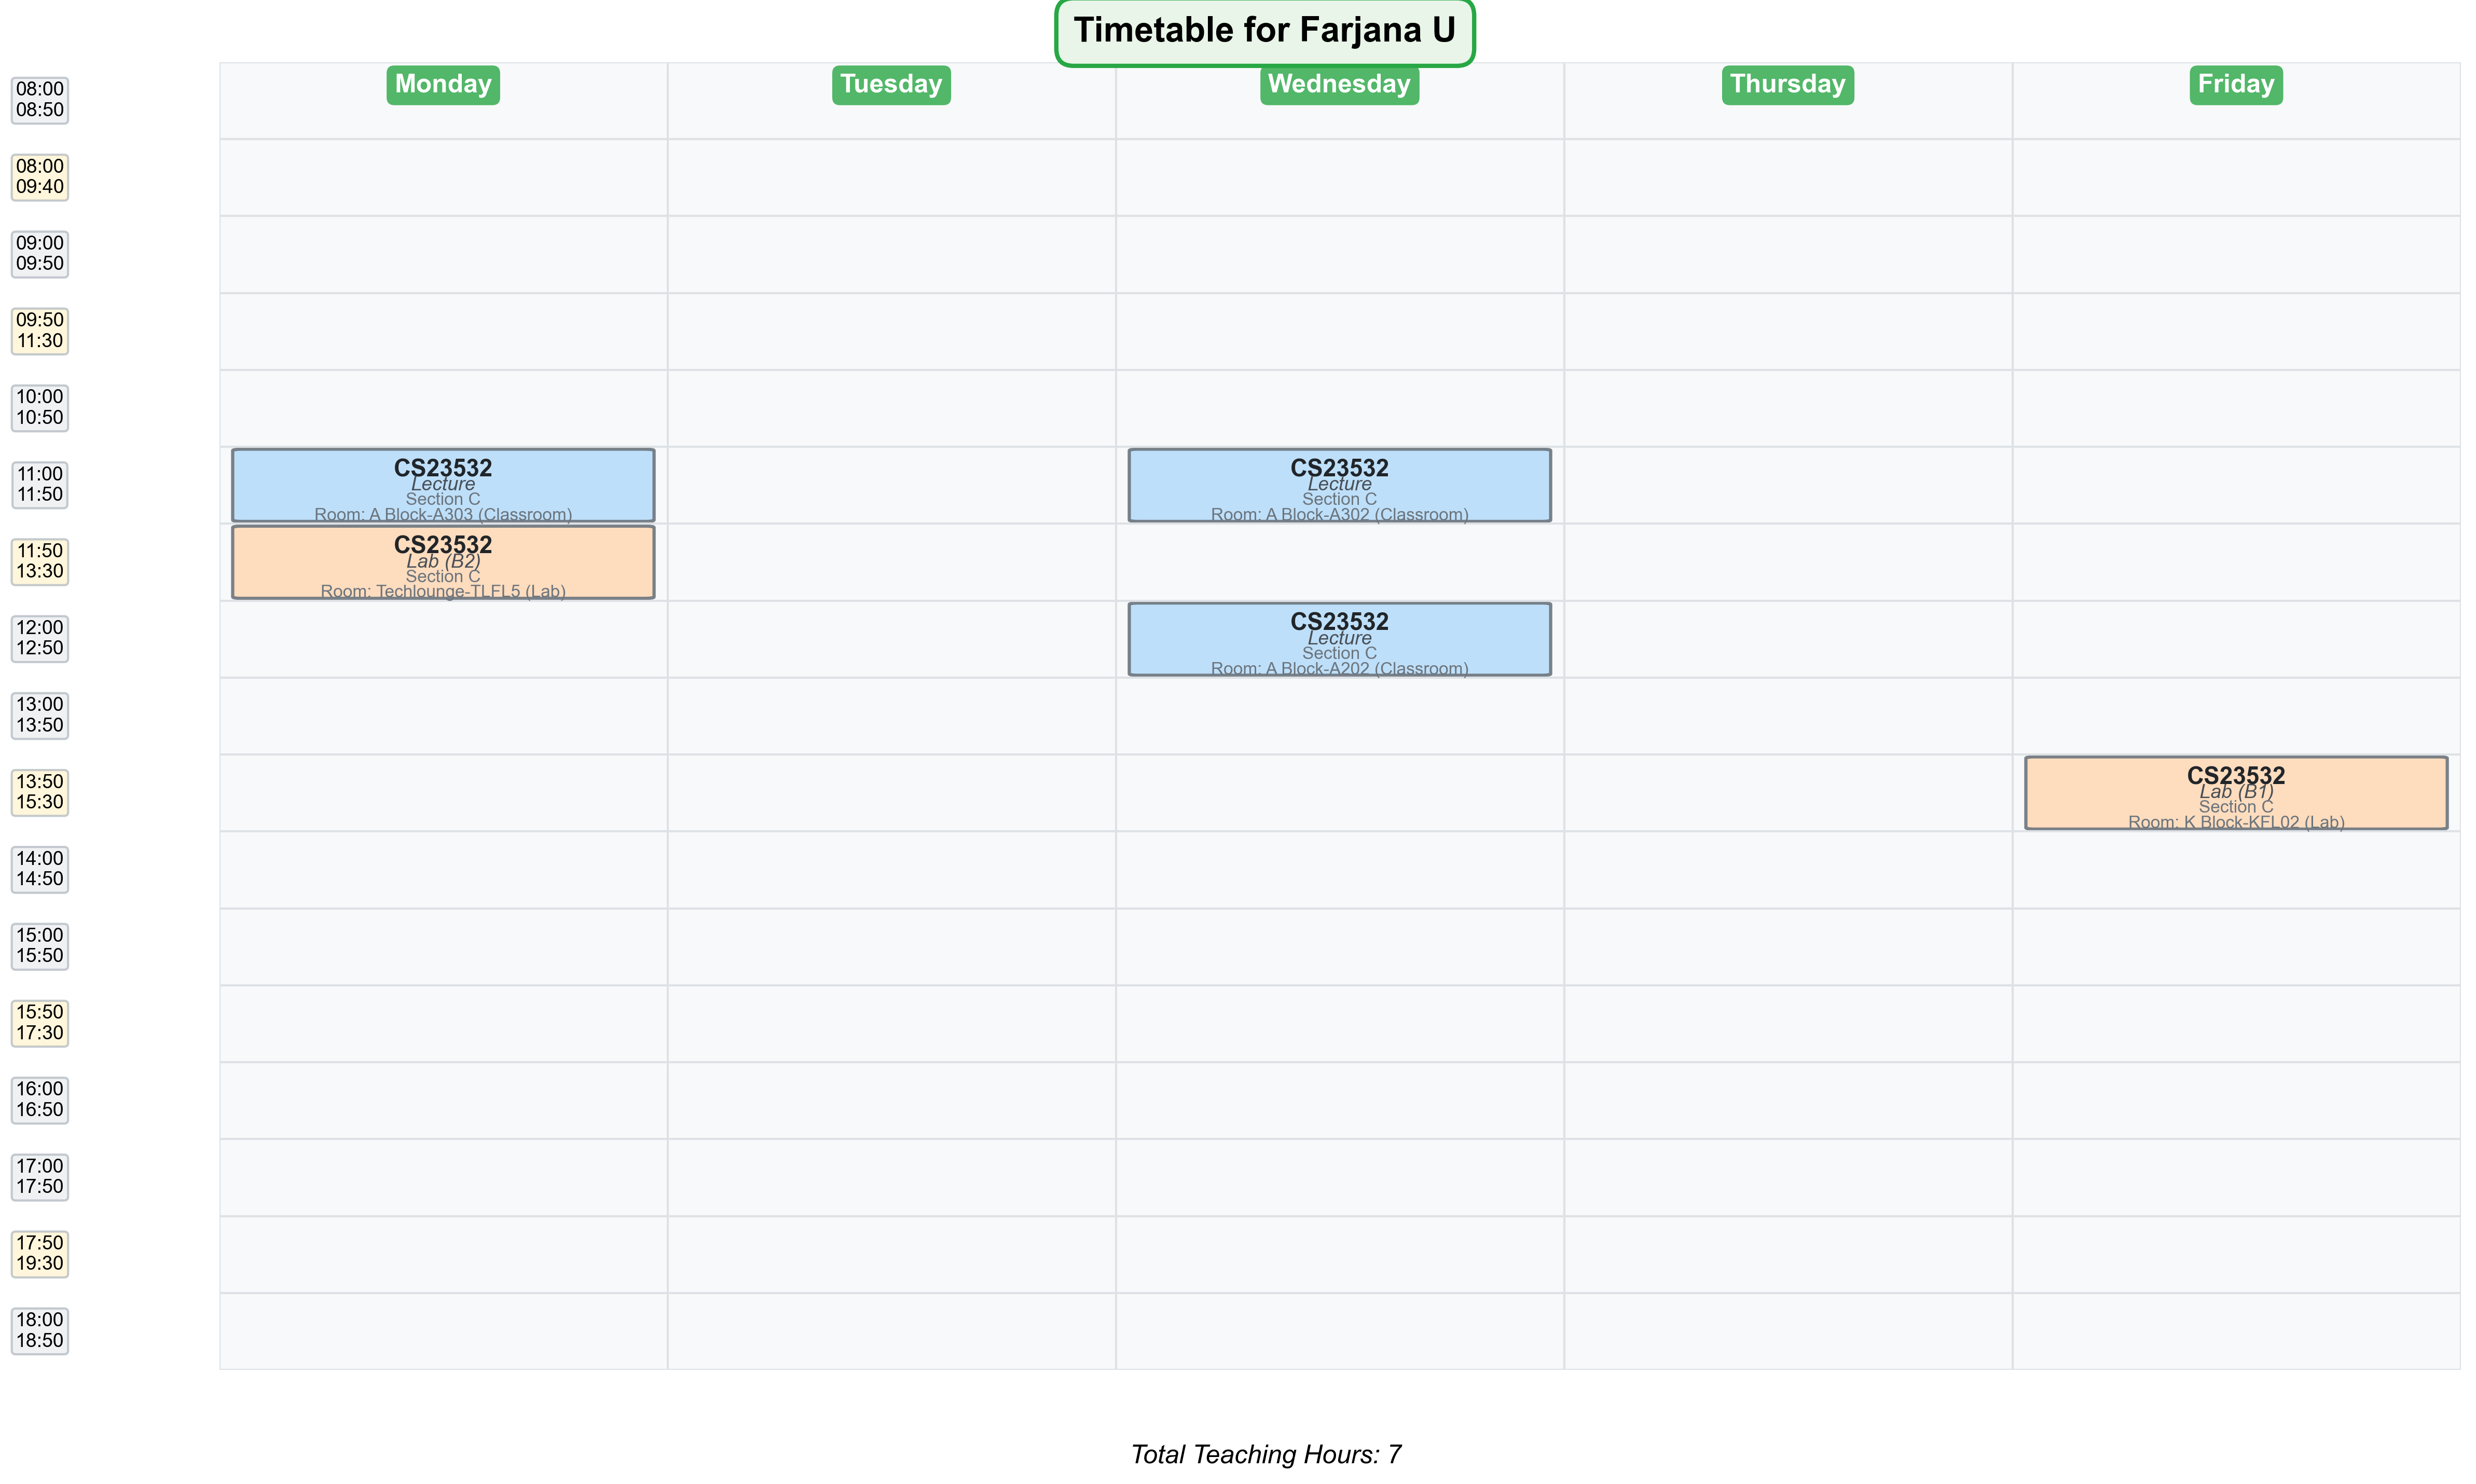 Timetable for Farjana U
Monday
Tuesday
Wednesday
Thursday
Friday
08:00
08:50
08:00
09:40
09:00
09:50
09:50
11:30
10:00
10:50
11:00
11:50
CS23532
Lecture
Section C
Room: A Block-A303 (Classroom)
CS23532
Lecture
Section C
Room: A Block-A302 (Classroom)
11:50
13:30
CS23532
Lab (B2)
Section C
Room: Techlounge-TLFL5 (Lab)
12:00
12:50
CS23532
Lecture
Section C
Room: A Block-A202 (Classroom)
13:00
13:50
13:50
15:30
CS23532
Lab (B1)
Section C
Room: K Block-KFL02 (Lab)
14:00
14:50
15:00
15:50
15:50
17:30
16:00
16:50
17:00
17:50
17:50
19:30
18:00
18:50
Total Teaching Hours: 7